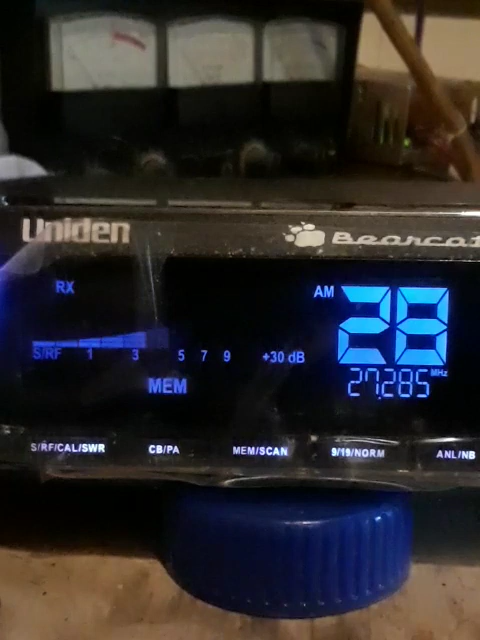 Uniden Bearcat
RX
AM 28
S/RF 1 3 5 7 9 +30 dB
27.285 MHz
MEM
S/RF/CAL/SWR CB/PA MEM/SCAN 9/19/NORM ANL/NB